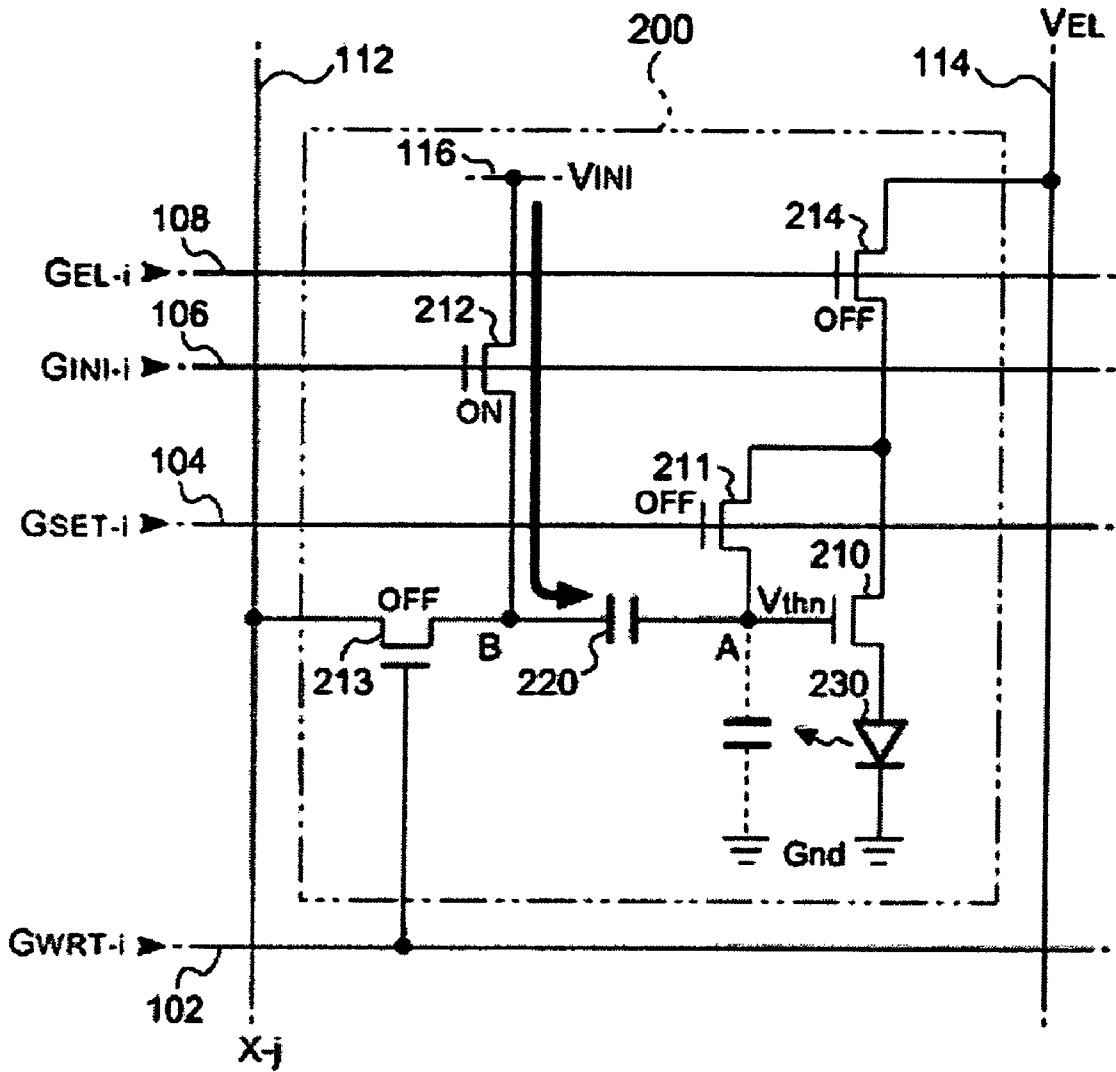 200
VEL
112
114
116
VINI
108
214
GEL-i
OFF
212
106
GINI-i
ON
211
104
OFF
GSET-i
210
OFF
Vthn
B
A
213
220
230
Gnd
GWRT-i
102
X-j